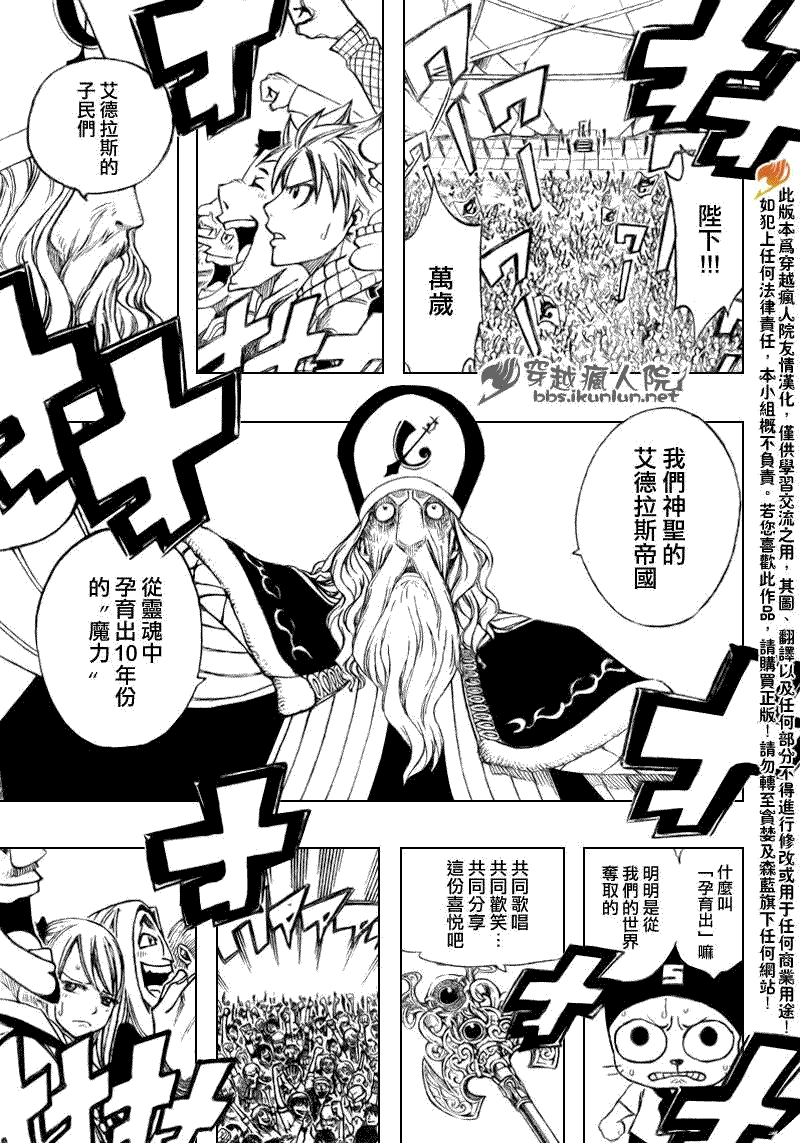 陛下!!!
萬歲
ワ
ワ
ワ
ワ
ワ
艾德拉斯的
子民們
我們神聖的
艾德拉斯帝國
從靈魂中
孕育出10年份
的〝魔力〞
什麼叫
「孕育出」嘛
明明是從
我們的世界
奪取的
S
共同歌唱
共同歡笑…
共同分享
這份喜悅吧
穿越瘋人院
bbs.ikunlun.net
此版本爲穿越瘋人院友情漢化，僅供學習交流之用，其圖、翻譯以及任何部分不得進行修改或用于任何商業用途！
如犯上任何法律責任，本小組概不負責。若您喜歡此作品，請購買正版！請勿轉至貪婪及森藍旗下任何網站！